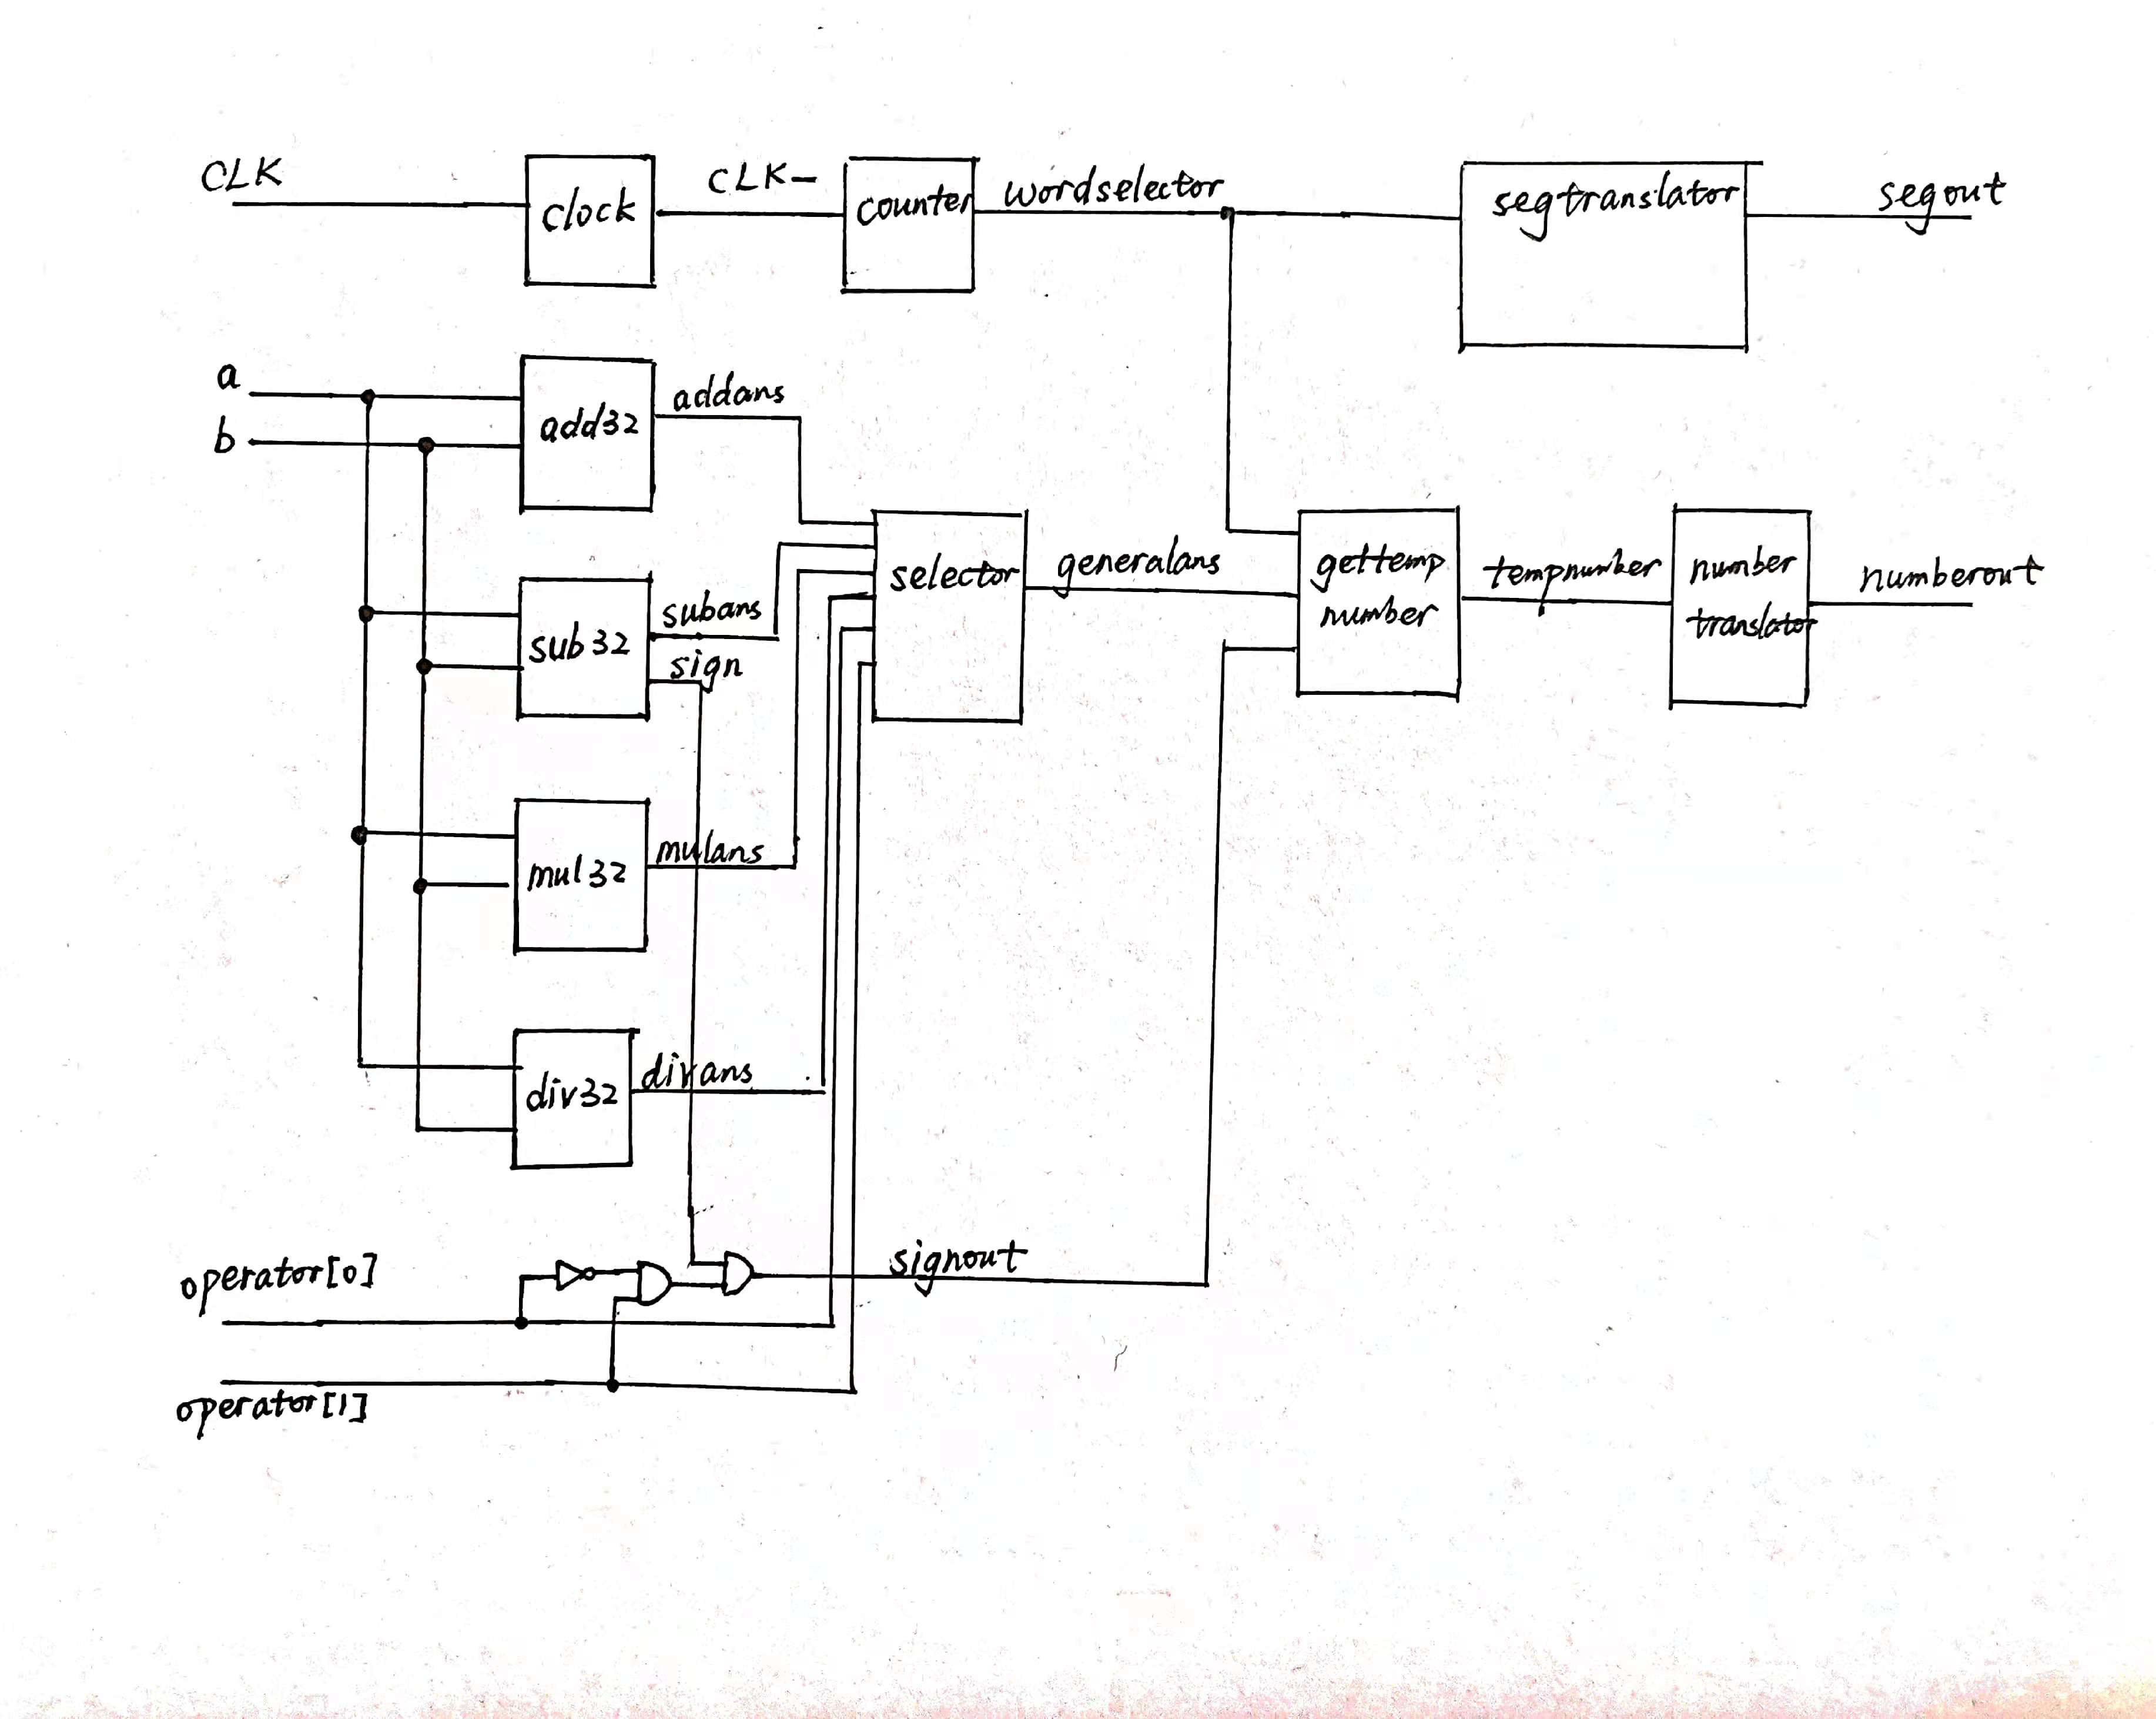 CLK
clock
CLK-
counter
wordselector
segtranslator
segout
a
b
add32
addans
sub32
subans
sign
selector
generalans
gettemp
number
tempnumber
number
translator
numberout
mul32
mulans
div32
divans
operator[0]
signout
operator[1]